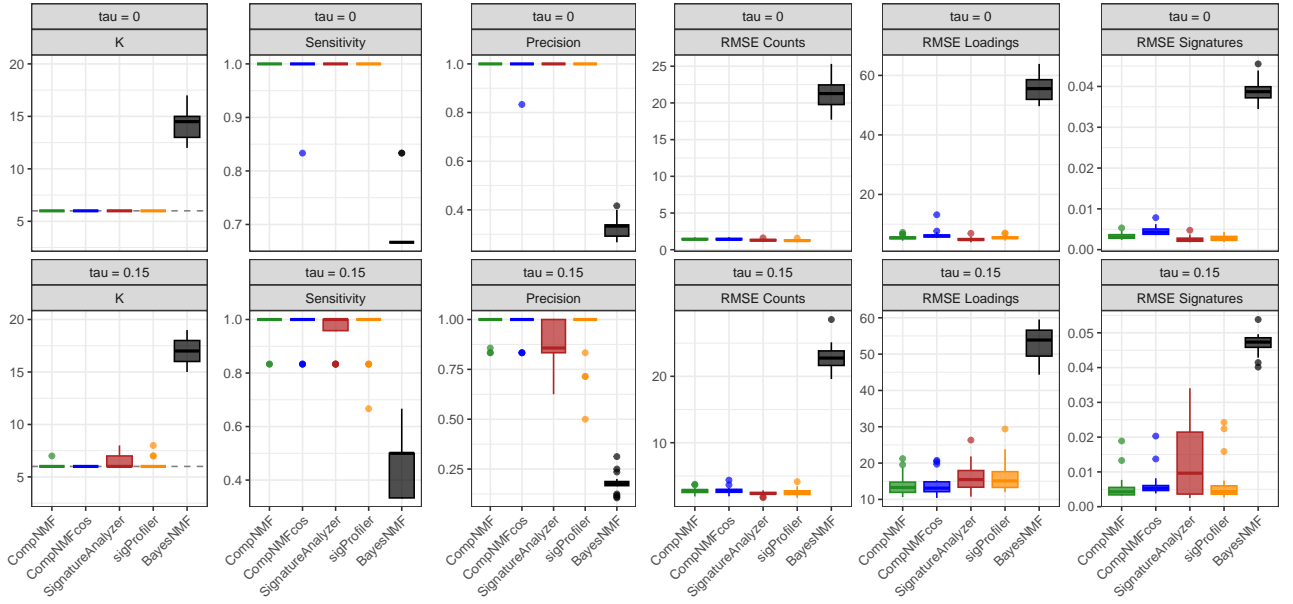 tau = 0
K
20
15
10
5
tau = 0
Sensitivity
1.0
0.9
0.8
0.7
tau = 0
Precision
1.0
0.8
0.6
0.4
tau = 0
RMSE Counts
25
20
15
10
5
0
tau = 0
RMSE Loadings
60
40
20
tau = 0
RMSE Signatures
0.04
0.03
0.02
0.01
0.00
tau = 0.15
K
20
15
10
5
tau = 0.15
Sensitivity
1.0
0.8
0.6
0.4
tau = 0.15
Precision
1.00
0.75
0.50
0.25
tau = 0.15
RMSE Counts
20
10
tau = 0.15
RMSE Loadings
60
50
40
30
20
10
tau = 0.15
RMSE Signatures
0.05
0.04
0.03
0.02
0.01
0.00
CompNMF
CompNMFcos
SignatureAnalyzer
sigProfiler
BayesNMF
CompNMF
CompNMFcos
SignatureAnalyzer
sigProfiler
BayesNMF
CompNMF
CompNMFcos
SignatureAnalyzer
sigProfiler
BayesNMF
CompNMF
CompNMFcos
SignatureAnalyzer
sigProfiler
BayesNMF
CompNMF
CompNMFcos
SignatureAnalyzer
sigProfiler
BayesNMF
CompNMF
CompNMFcos
SignatureAnalyzer
sigProfiler
BayesNMF